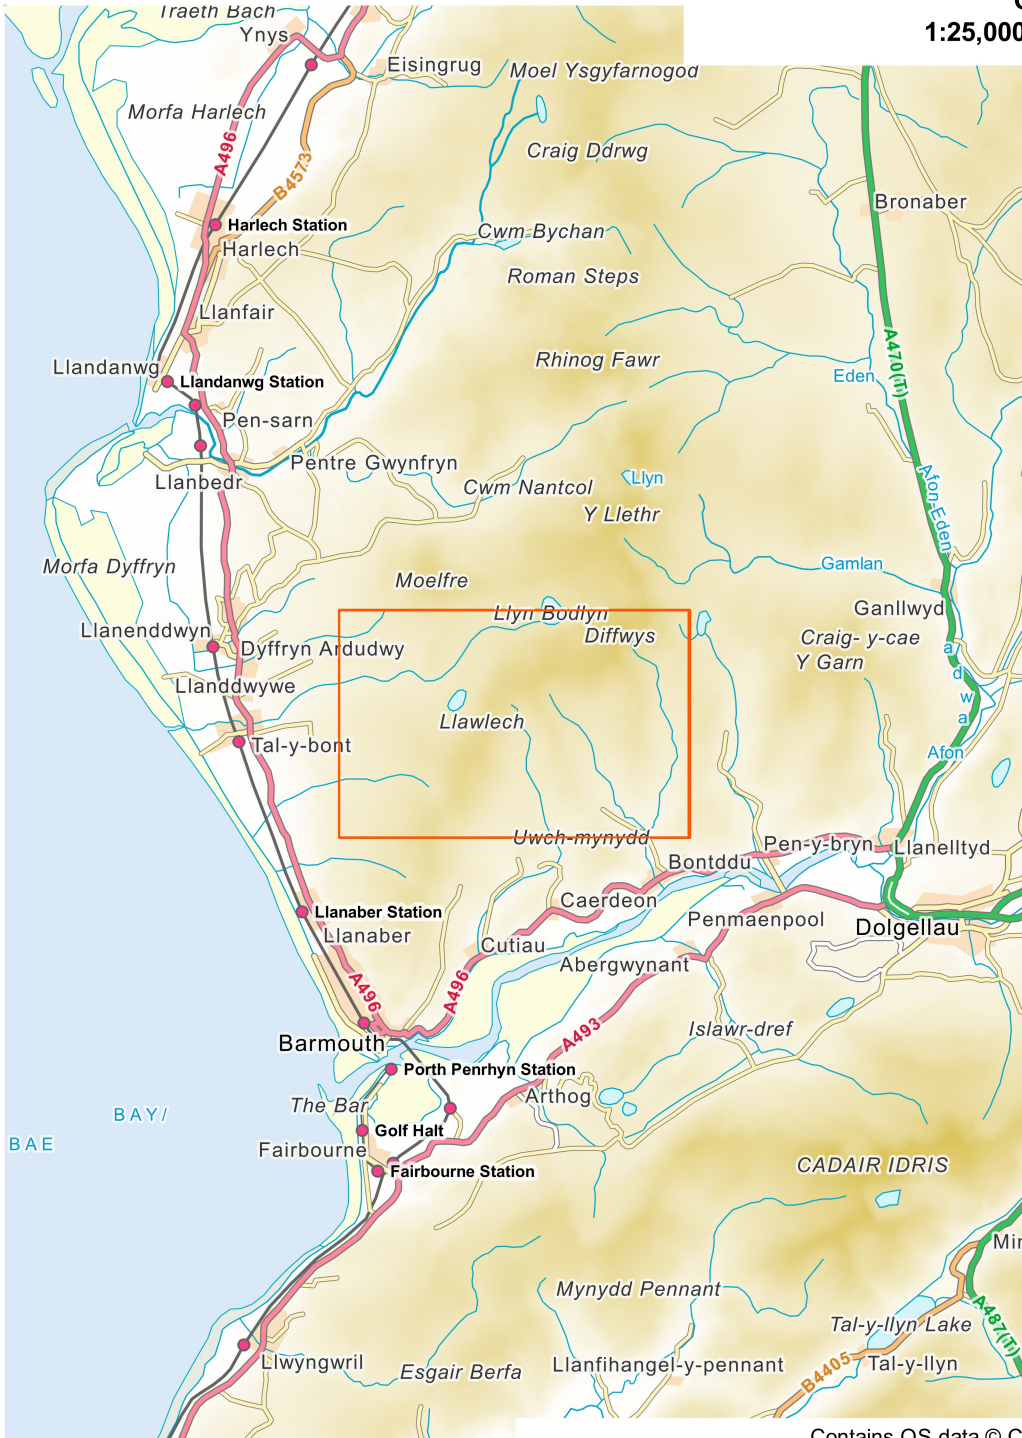 Traeth Bach
Ynys
1:25,000
Eisingrug
Moel Ysgyfarnogod
Morfa Harlech
A496
B4573
Craig Ddrwg
Bronaber
Harlech Station
Harlech
Cwm Bychan
Roman Steps
Llanfair
A470(T)
Llandanwg
Llandanwg Station
Rhinog Fawr
Eden
Pen-sarn
Pentre Gwynfryn
Llanbedr
Cwm Nantcol
Llyn
Y Llethr
Afon-Eden
Morfa Dyffryn
Moelfre
Gamlan
Ganllwyd
Llyn Bodlyn
Diffwys
Craig- y-cae
Y Garn
Llanenddwyn
Dyffryn Ardudwy
a
d
w
a
Llanddwywe
Llawlech
Tal-y-bont
Afon
Uwch-mynydd
Pen-y-bryn
Llanelltyd
Bontddu
Caerdeon
Llanaber Station
Llanaber
Penmaenpool
Dolgellau
Cutiau
Abergwynant
A496
A496
A493
Islawr-dref
Barmouth
Porth Penrhyn Station
Arthog
The Bar
BAY/
BAE
Golf Halt
Fairbourne
Fairbourne Station
CADAIR IDRIS
Mynydd Pennant
Tal-y-llyn Lake
A487(T)
Llwyngwril
Esgair Berfa
Llanfihangel-y-pennant
B4405
Tal-y-llyn